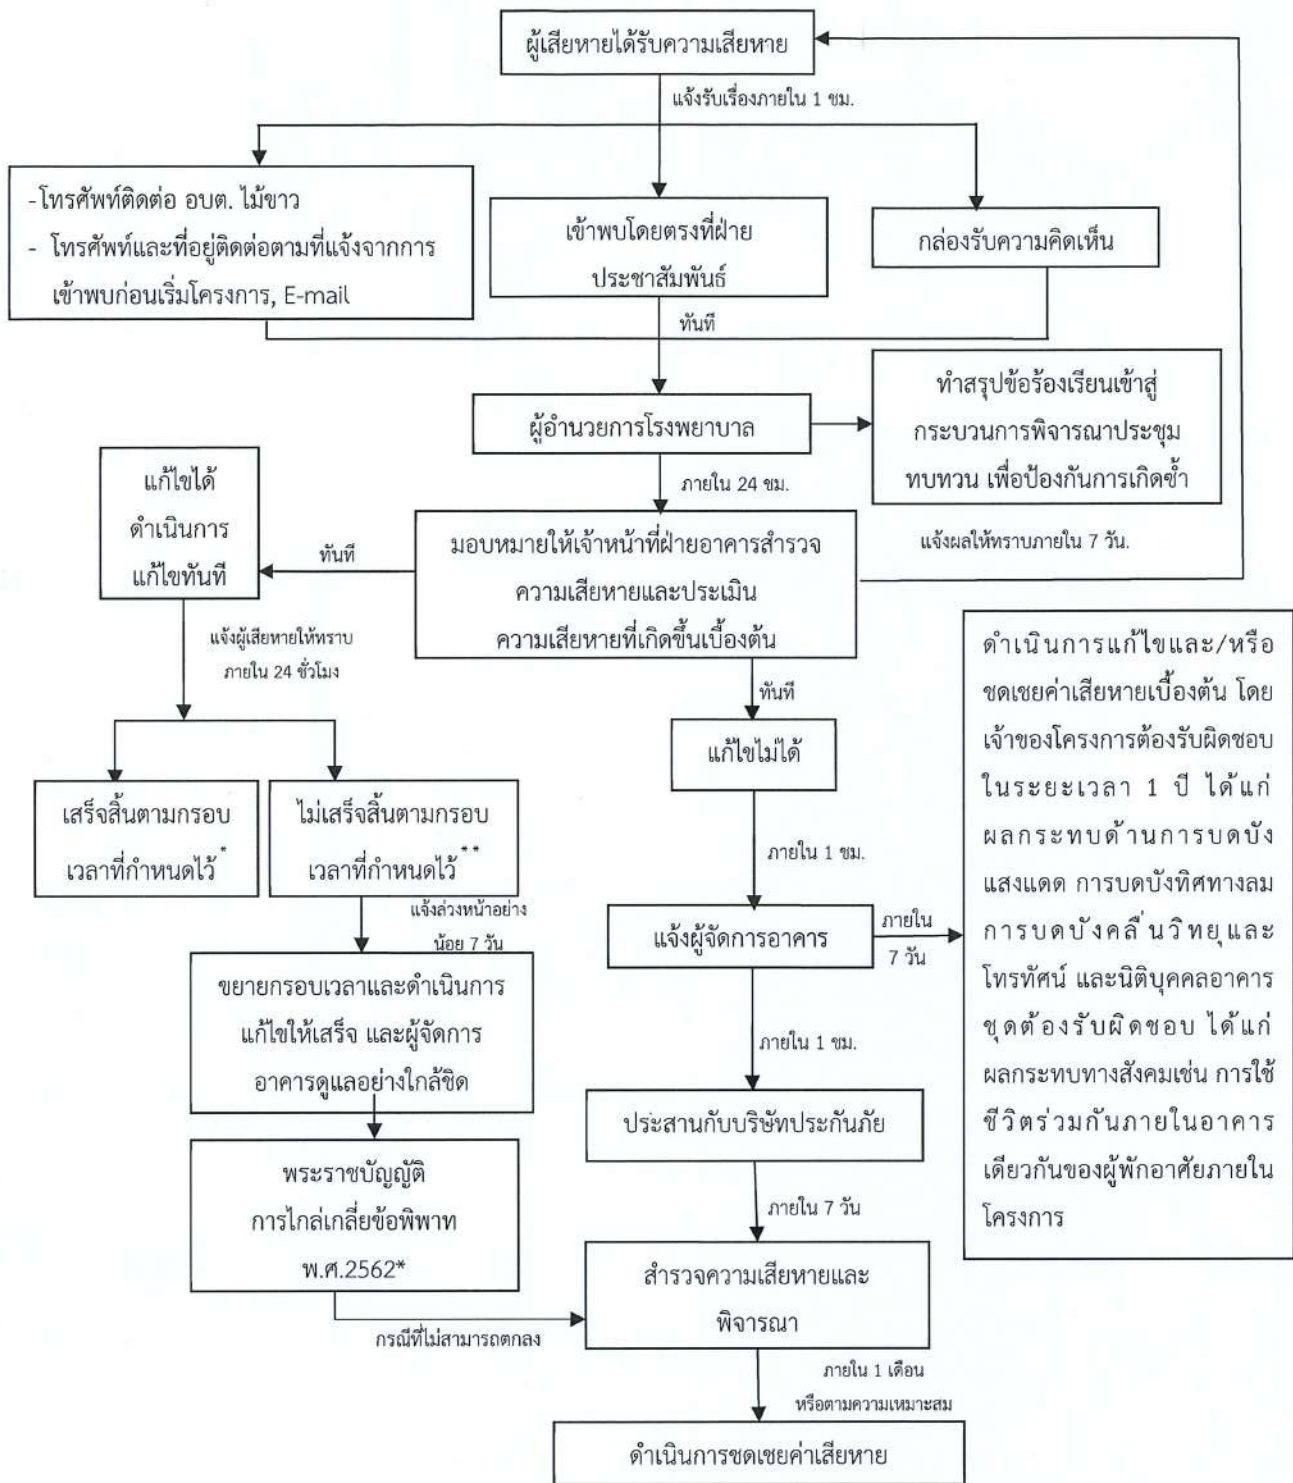 ผู้เสียหายได้รับความเสียหาย
แจ้งรับเรื่องภายใน 1 ชม.
-โทรศัพท์ติดต่อ อบต. ไม้ขาว
- โทรศัพท์และที่อยู่ติดต่อตามที่แจ้งจากการ
เข้าพบก่อนเริ่มโครงการ, E-mail
เข้าพบโดยตรงที่ฝ่าย
ประชาสัมพันธ์
กล่องรับความคิดเห็น
ทันที
ผู้อำนวยการโรงพยาบาล
ทำสรุปข้อร้องเรียนเข้าสู่
กระบวนการพิจารณาประชุม
ทบทวน เพื่อป้องกันการเกิดซ้ำ
ภายใน 24 ชม.
แก้ไขได้
ดำเนินการ
แก้ไขทันที
ทันที
มอบหมายให้เจ้าหน้าที่ฝ่ายอาคารสำรวจ
ความเสียหายและประเมิน
ความเสียหายที่เกิดขึ้นเบื้องต้น
แจ้งผลให้ทราบภายใน 7 วัน.
แจ้งผู้เสียหายให้ทราบ
ภายใน 24 ชั่วโมง
ทันที
แก้ไขไม่ได้
เสร็จสิ้นตามกรอบ
เวลาที่กำหนดไว้*
ไม่เสร็จสิ้นตามกรอบ
เวลาที่กำหนดไว้**
ภายใน 1 ชม.
แจ้งล่วงหน้าอย่าง
น้อย 7 วัน
แจ้งผู้จัดการอาคาร
ภายใน
7 วัน
ดำเนินการแก้ไขและ/หรือ
ชดเชยค่าเสียหายเบื้องต้น โดย
เจ้าของโครงการต้องรับผิดชอบ
ในระยะเวลา 1 ปี ได้แก่
ผลกระทบด้านการบดบัง
แสงแดด การบดบังทิศทางลม
การบดบังคลื่นวิทยุและ
โทรทัศน์ และนิติบุคคลอาคาร
ชุดต้องรับผิดชอบ ได้แก่
ผลกระทบทางสังคมเช่น การใช้
ชีวิตร่วมกันภายในอาคาร
เดียวกันของผู้พักอาศัยภายใน
โครงการ
ขยายกรอบเวลาและดำเนินการ
แก้ไขให้เสร็จ และผู้จัดการ
อาคารดูแลอย่างใกล้ชิด
ภายใน 1 ชม.
ประสานกับบริษัทประกันภัย
พระราชบัญญัติ
การไกล่เกลี่ยข้อพิพาท
พ.ศ.2562*
ภายใน 7 วัน
กรณีที่ไม่สามารถตกลง
สำรวจความเสียหายและ
พิจารณา
ภายใน 1 เดือน
หรือตามความเหมาะสม
ดำเนินการชดเชยค่าเสียหาย